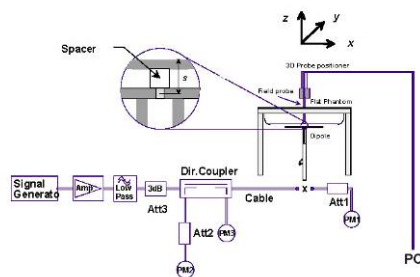 z
y
x
Spacer
s
3D Probe positioner
Field probe
Flat Phantom
Dipole
Signal
Generato
Amp
Low
Pass
3dB
Att3
Dir.Coupler
Cable
x
Att1
PM1
Att2
PM3
PM2
PC